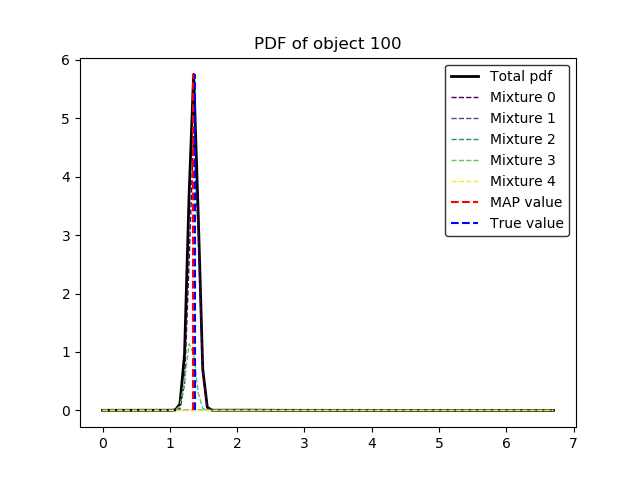 PDF of object 100
6
5
4
3
2
1
0
0 1 2 3 4 5 6 7
Total pdf
Mixture 0
Mixture 1
Mixture 2
Mixture 3
Mixture 4
MAP value
True value